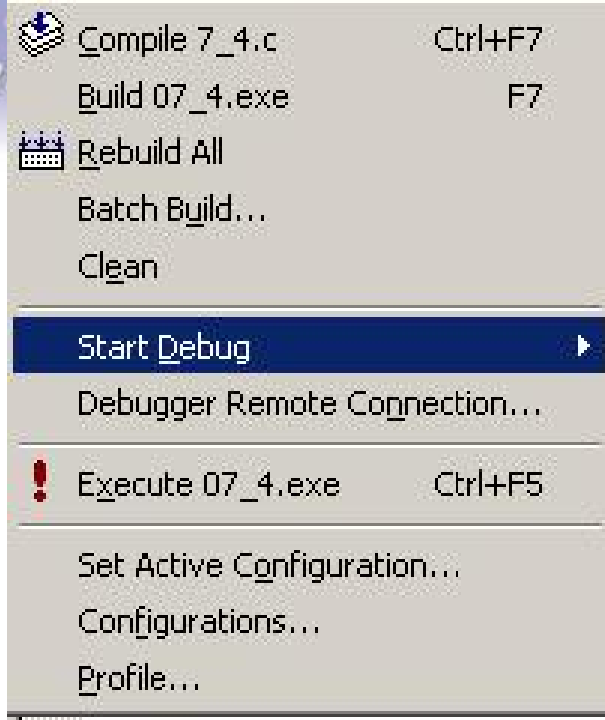 Compile 7_4.c Ctrl+F7
Build 07_4.exe F7
Rebuild All
Batch Build...
Clean
Start Debug
Debugger Remote Connection...
Execute 07_4.exe Ctrl+F5
Set Active Configuration...
Configurations...
Profile...